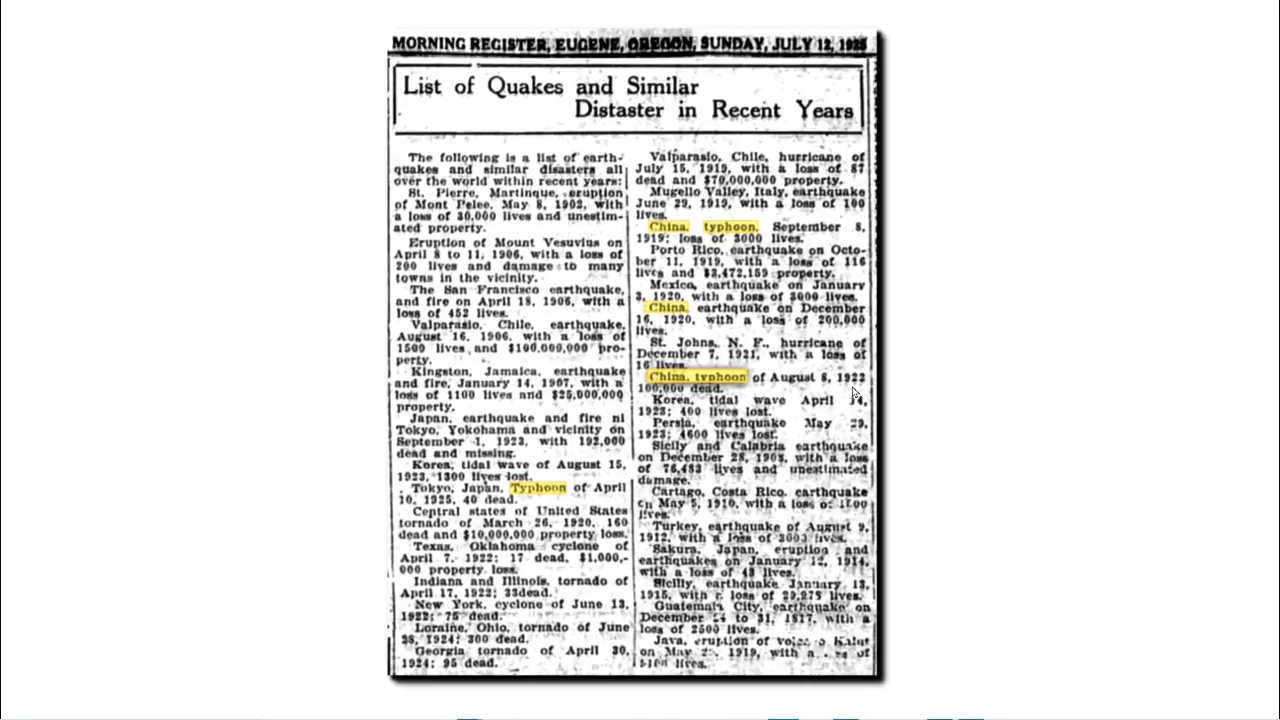 MORNING REGISTER, EUGENE, OREGON, SUNDAY, JULY 12, 1925
List of Quakes and Similar
Distaster in Recent Years
The following is a list of earth-
quakes and similar disasters all
over the world within recent years:
St. Pierre, Martinque, eruption
of Mont Pelee, May 8, 1902, with
a loss of 30,000 lives and unestim-
ated property.
Eruption of Mount Vesuvius on
April 8 to 11, 1906, with a loss of
200 lives and damage to many
towns in the vicinity.
The San Francisco earthquake,
and fire on April 18, 1906, with a
loss of 452 lives.
Valparasio, Chile, earthquake,
August 16, 1906, with a loss of
1500 lives and $100,000,000 pro-
perty.
Kingston, Jamaica, earthquake
and fire, January 14, 1907, with a
loss of 1100 lives and $25,000,000
property.
Japan, earthquake and fire ni
Tokyo, Yokohama and vicinity on
September 1, 1923, with 192,000
dead and missing.
Korea, tidal wave of August 15,
1923, 1300 lives lost.
Tokyo, Japan, Typhoon of April
10, 1925, 40 dead.
Central states of United States
tornado of March 26, 1920, 160
dead and $10,000,000 property loss.
Texas, Oklahoma cyclone of
April 7, 1922; 17 dead, $1,000,-
000 property loss.
Indiana and Illinois, tornado of
April 17, 1922; 33dead.
New York, cyclone of June 13,
1922; 75 dead.
Loraine, Ohio, tornado of June
28, 1924; 300 dead.
Georgia tornado of April 30,
1924; 95 dead.
Valparasio, Chile, hurricane of
July 15, 1919, with a loss of 87
dead and $70,000,000 property.
Mugello Valley, Italy, earthquake
June 29, 1919, with a loss of 100
lives.
China, typhoon, September 8,
1919; loss of 3000 lives.
Porto Rico, earthquake on Octo-
ber 11, 1919, with a loss of 116
lives and $3,472,159 property.
Mexico, earthquake on January
3, 1920, with a loss of 3000 lives.
China, earthquake on December
16, 1920, with a loss of 200,000
lives.
St. Johns, N. F., hurricane of
December 7, 1921, with a loss of
16 lives.
China, typhoon of August 8, 1922
100,000 dead.
Korea, tidal wave April 14,
1923; 400 lives lost.
Persia, earthquake May 29,
1923; 4600 lives lost.
Sicily and Calabria earthquake
on December 28, 1908, with a loss
of 76,483 lives and unestimated
damage.
Cartago, Costa Rico, earthquake
on May 5, 1910, with a loss of
lives.
Turkey, earthquake of August 9,
1912, with a loss of 3000 lives.
Sakura, Japan, eruption and
earthquakes on January 12, 1914,
with a loss of 48 lives.
Sicily, earthquake January 13,
1915, with a loss of 29,978 lives.
Guatemala City, earthquake on
December 24 to 31, 1817, with a
loss of 2500 lives.
Java, eruption of
on May 1919, with a of
lives.